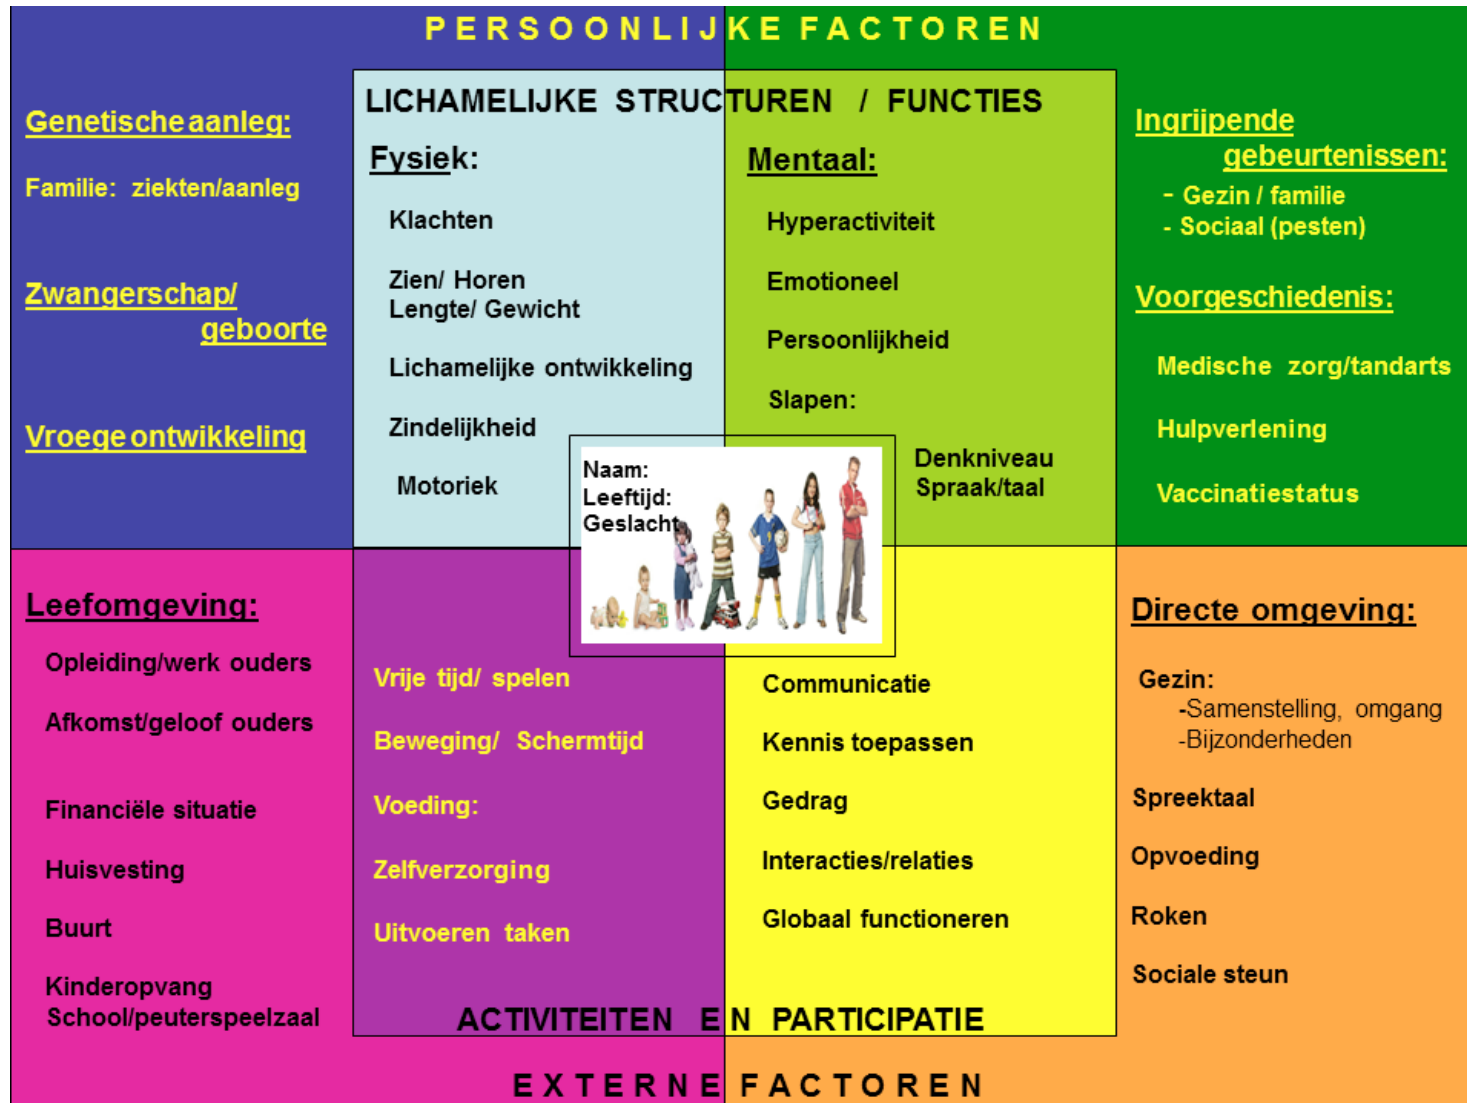 PERSOONLIJKE FACTOREN
Genetische aanleg:
Familie: ziekten/aanleg
Zwangerschap/
geboorte
Vroege ontwikkeling
LICHAMELIJKE STRUCTUREN / FUNCTIES
Fysiek:
Klachten
Zien/ Horen
Lengte/ Gewicht
Lichamelijke ontwikkeling
Zindelijkheid
Motoriek
Mentaal:
Hyperactiviteit
Emotioneel
Persoonlijkheid
Slapen:
Denkniveau
Spraak/taal
Ingrijpende
gebeurtenissen:
- Gezin / familie
- Sociaal (pesten)
Voorgeschiedenis:
Medische zorg/tandarts
Hulpverlening
Vaccinatiestatus
Naam:
Leeftijd:
Geslacht
Leefomgeving:
Opleiding/werk ouders
Afkomst/geloof ouders
Financiële situatie
Huisvesting
Buurt
Kinderopvang
School/peuterspeelzaal
Vrije tijd/ spelen
Beweging/ Schermtijd
Voeding:
Zelfverzorging
Uitvoeren taken
Communicatie
Kennis toepassen
Gedrag
Interacties/relaties
Globaal functioneren
ACTIVITEITEN EN PARTICIPATIE
Directe omgeving:
Gezin:
-Samenstelling, omgang
-Bijzonderheden
Spreektaal
Opvoeding
Roken
Sociale steun
EXTERNE FACTOREN